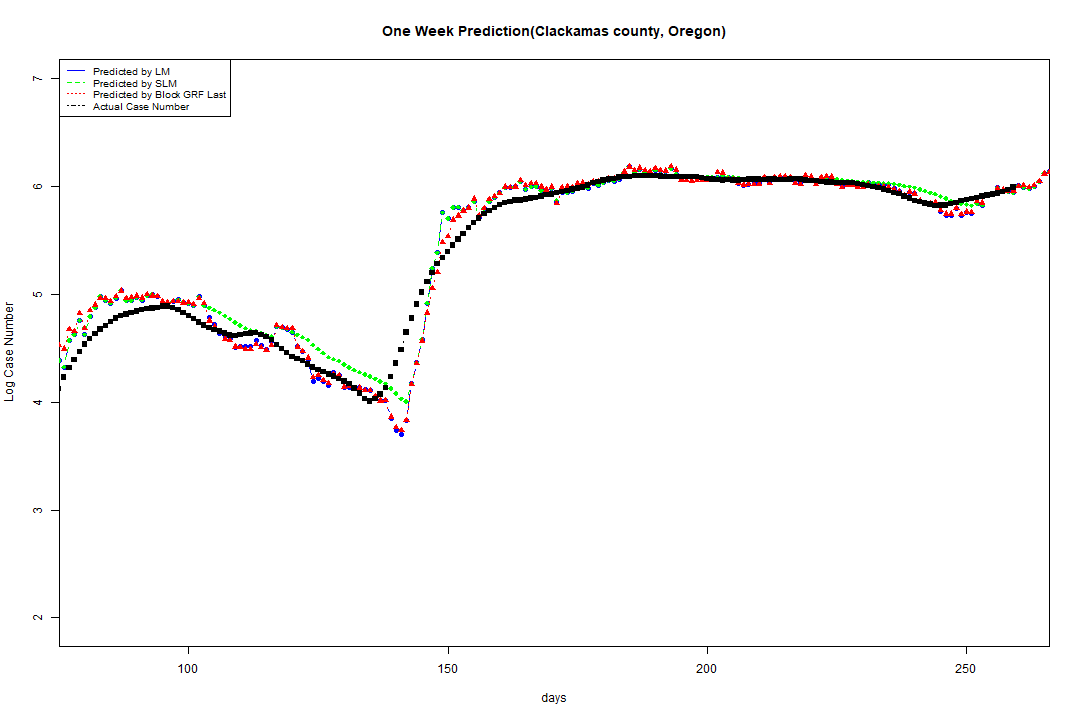 One Week Prediction(Clackamas county, Oregon)
Predicted by LM
Predicted by SLM
Predicted by Block GRF Last
Actual Case Number
Log Case Number
7
6
5
4
3
2
100 150 200 250
days